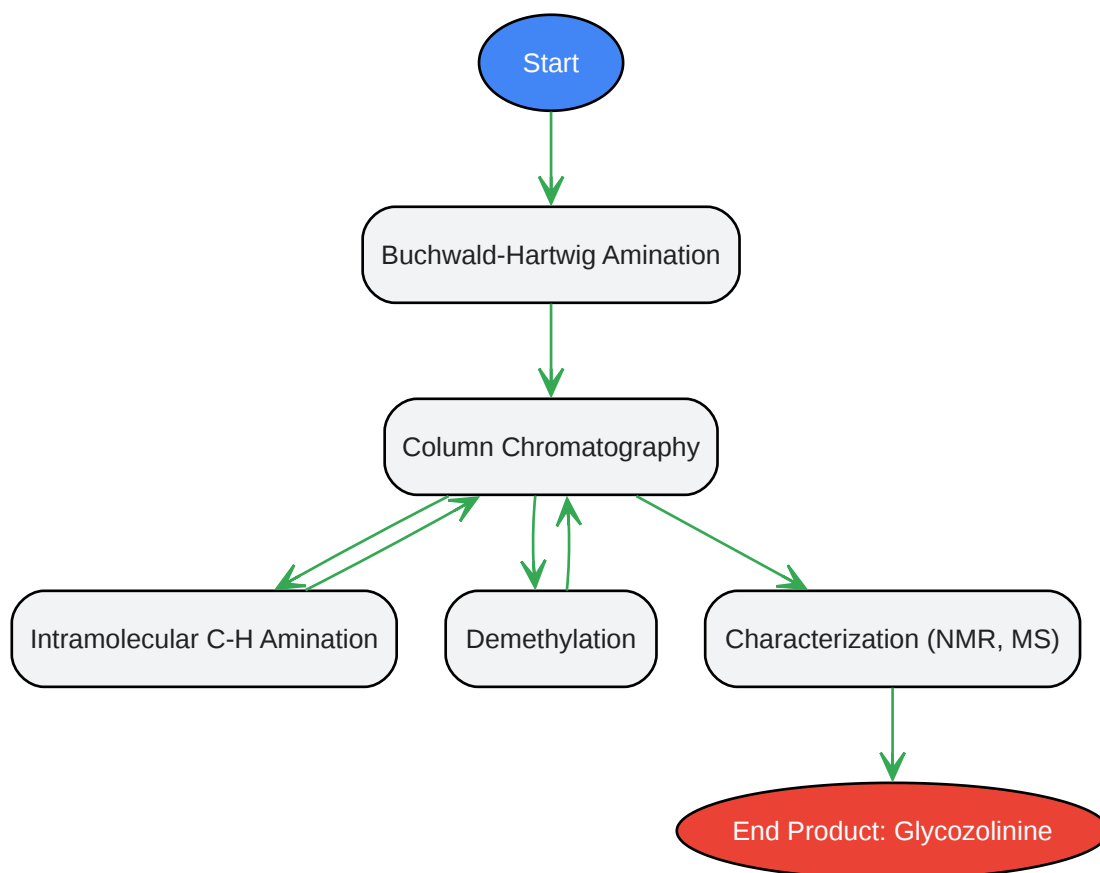 Start
Buchwald-Hartwig Amination
Column Chromatography
Intramolecular C-H Amination
Demethylation
Characterization (NMR, MS)
End Product: Glycozolinine